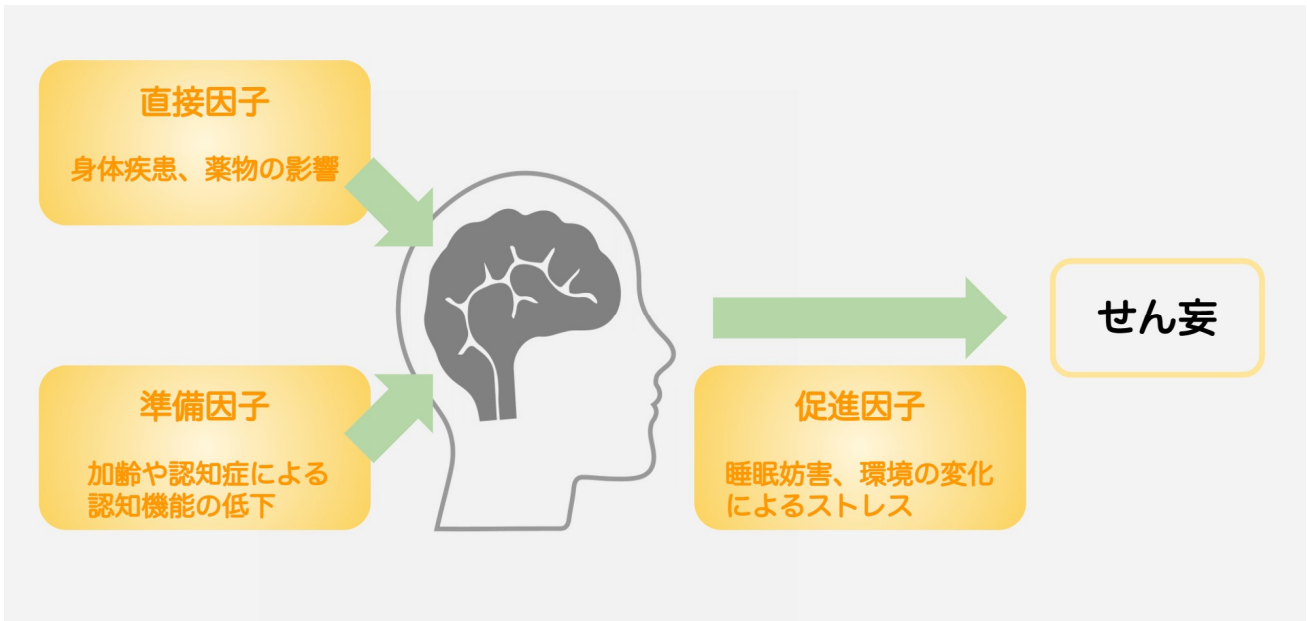 直接因子
身体疾患、薬物の影響
準備因子
加齢や認知症による
認知機能の低下
促進因子
睡眠妨害、環境の変化
によるストレス
せん妄